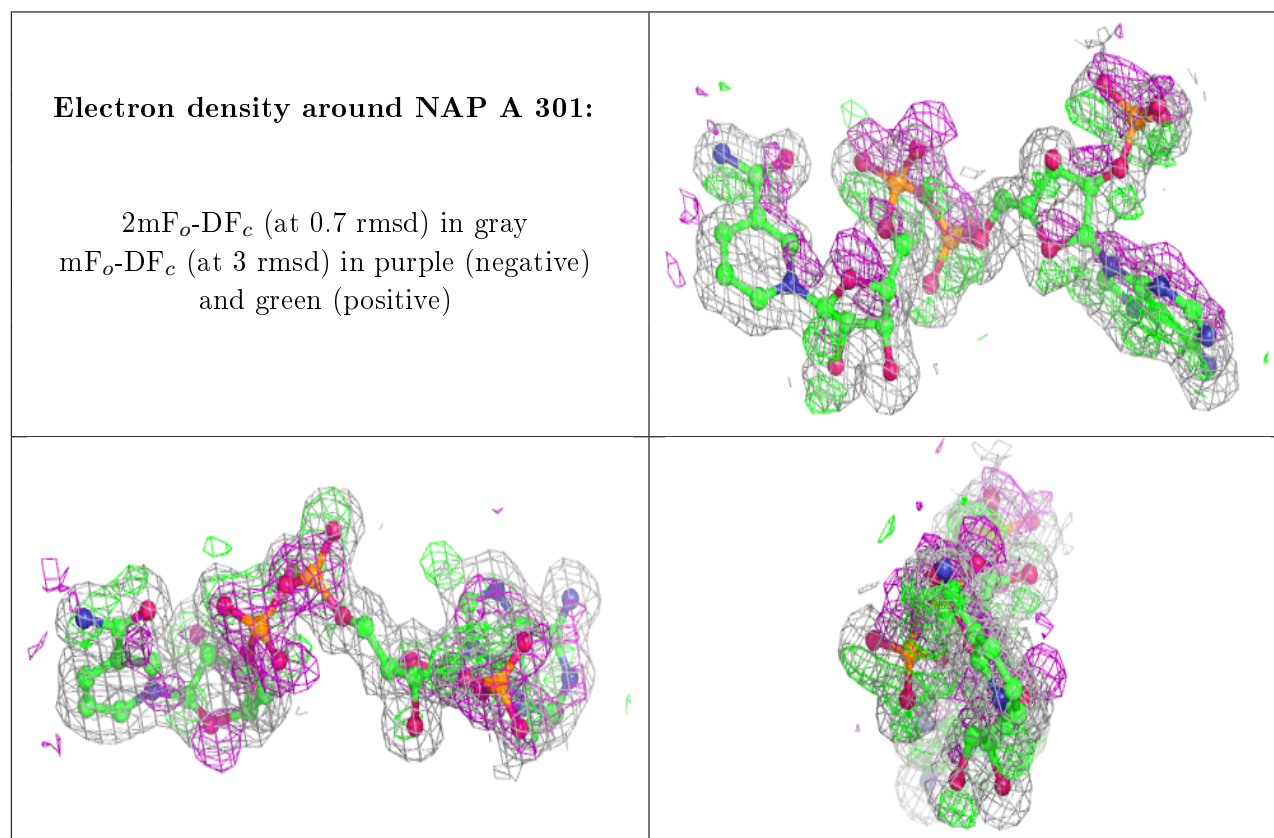 Electron density around NAP A 301:
2mFo-DFc (at 0.7 rmsd) in gray
mFo-DFc (at 3 rmsd) in purple (negative)
and green (positive)